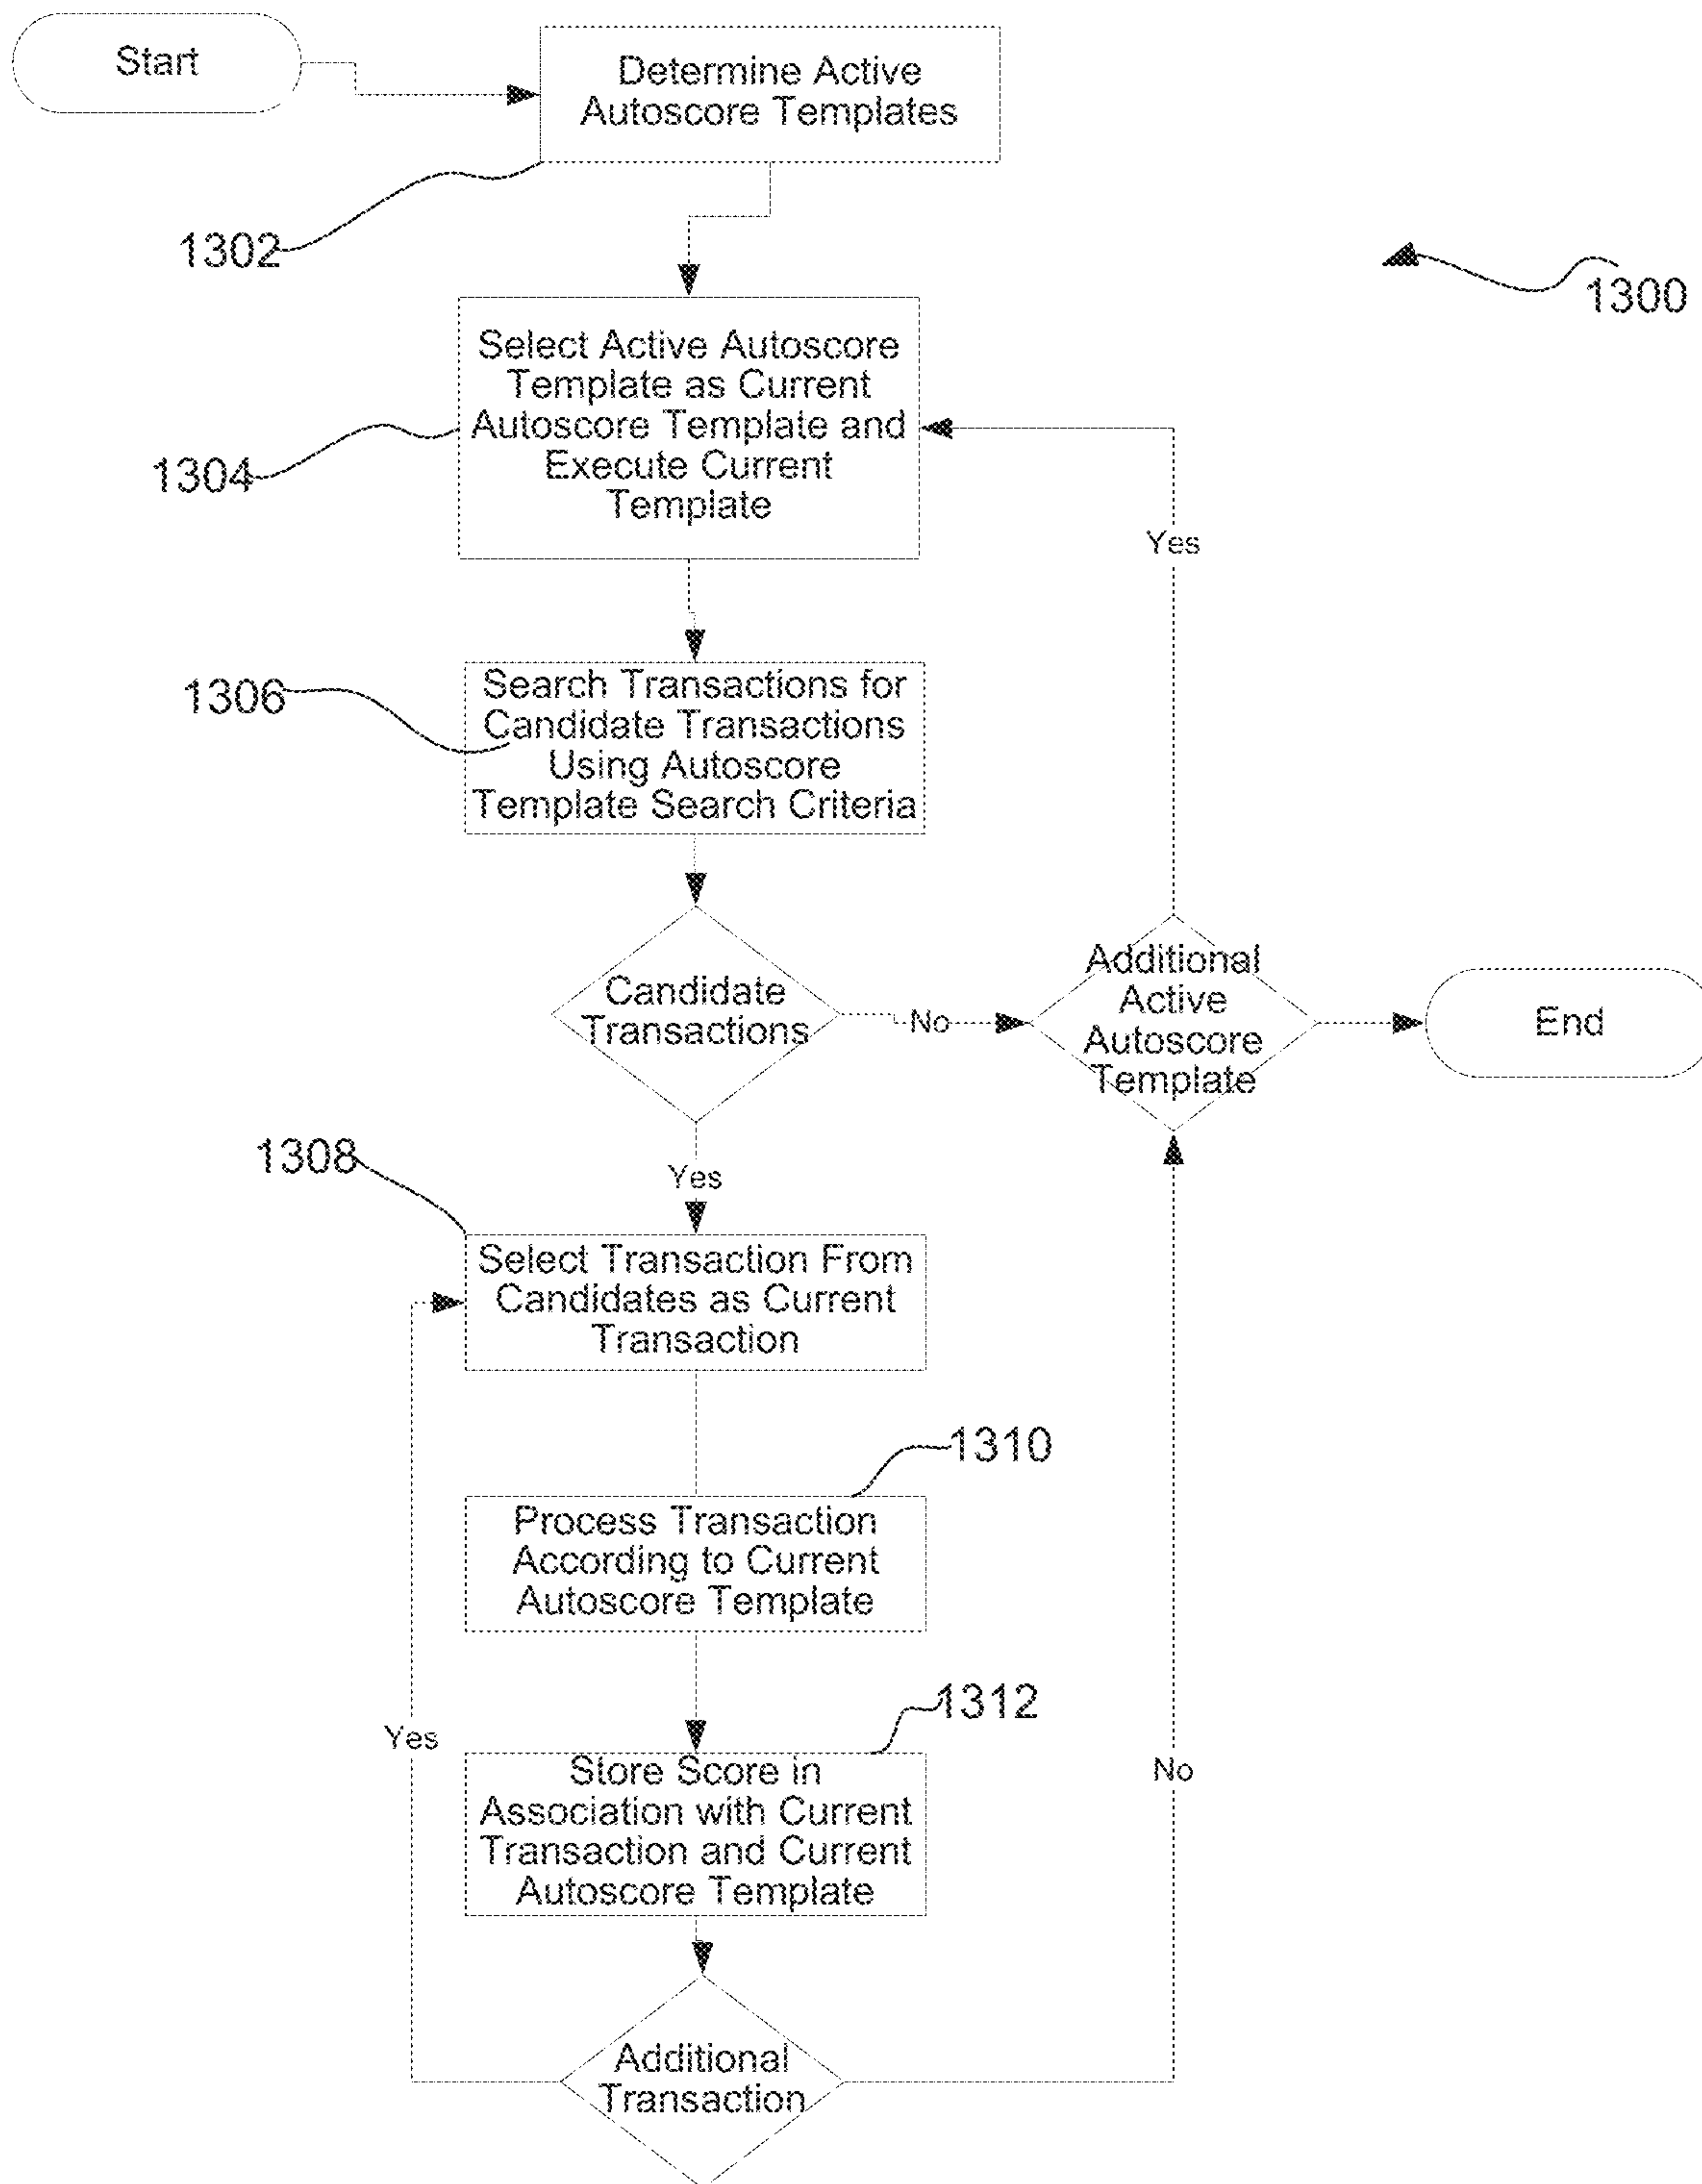 Start
Determine Active
Autoscore Templates
1302
1300
Select Active Autoscore
Template as Current
Autoscore Template and
Execute Current
Template
1304
Yes
1306
Search Transactions for
Candidate Transactions
Using Autoscore
Template Search Criteria
Candidate
Transactions
No
Additional
Active
Autoscore
Template
End
1308
Yes
Select Transaction From
Candidates as Current
Transaction
1310
Process Transaction
According to Current
Autoscore Template
1312
Yes
Store Score in
Association with Current
Transaction and Current
Autoscore Template
No
Additional
Transaction